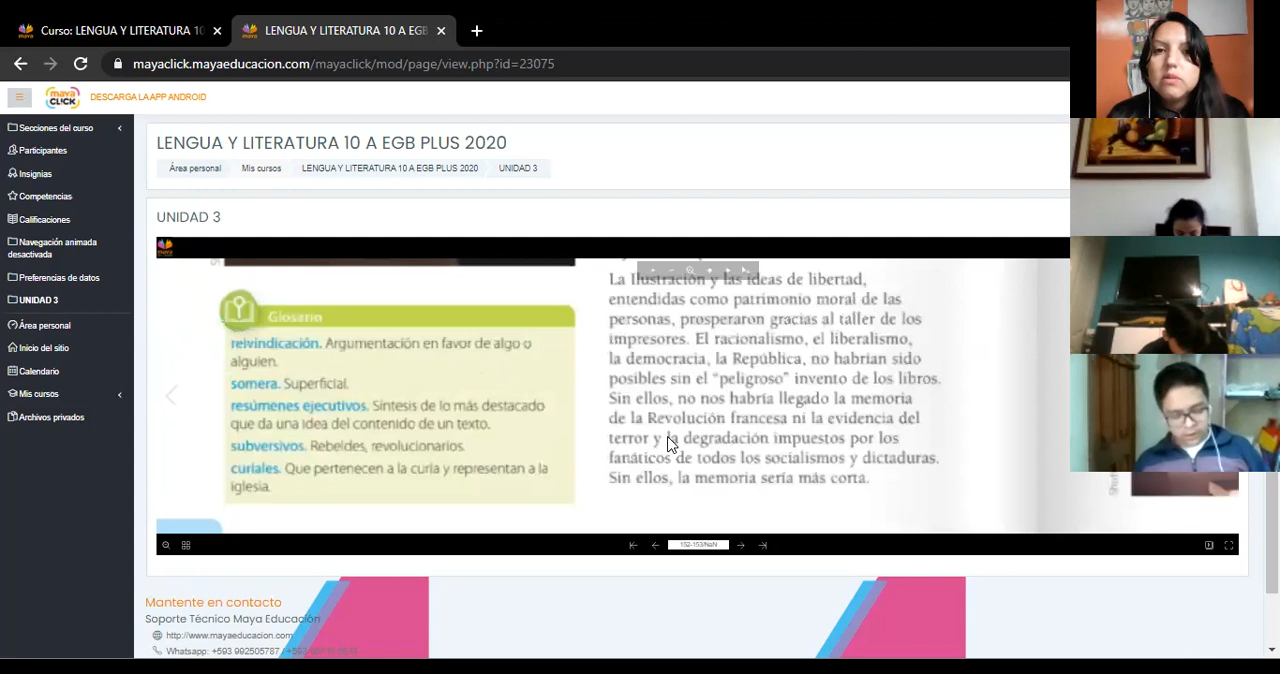 Curso: LENGUA Y LITERATURA 10
LENGUA Y LITERATURA 10 A EGB
mayaclick.mayaeducacion.com/mayaclick/mod/page/view.php?id=23075
maya
CLICK
DESCARGA LA APP ANDROID
Secciones del curso
Participantes
Insignias
Competencias
Calificaciones
Navegación animada
desactivada
Preferencias de datos
UNIDAD 3
Área personal
Inicio del sitio
Calendario
Mis cursos
Archivos privados
LENGUA Y LITERATURA 10 A EGB PLUS 2020
Área personal
Mis cursos
LENGUA Y LITERATURA 10 A EGB PLUS 2020
UNIDAD 3
UNIDAD 3
Glosario
reivindicación. Argumentación en favor de algo o
alguien.
somera. Superficial.
resúmenes ejecutivos. Síntesis de lo más destacado
que da una idea del contenido de un texto.
subversivos. Rebeldes, revolucionarios.
curiales. Que pertenecen a la curia y representan a la
iglesia.
La Ilustración y las ideas de libertad,
entendidas como patrimonio moral de las
personas, prosperaron gracias al taller de los
impresores. El racionalismo, el liberalismo,
la democracia, la República, no habrían sido
posibles sin el "peligroso" invento de los libros.
Sin ellos, no nos habría llegado la memoria
de la Revolución francesa ni la evidencia del
terror y la degradación impuestos por los
fanáticos de todos los socialismos y dictaduras.
Sin ellos, la memoria sería más corta.
152-153/NaN
Mantente en contacto
Soporte Técnico Maya Educación
http://www.mayaeducacion.com
Whatsapp: +593 992505787 /